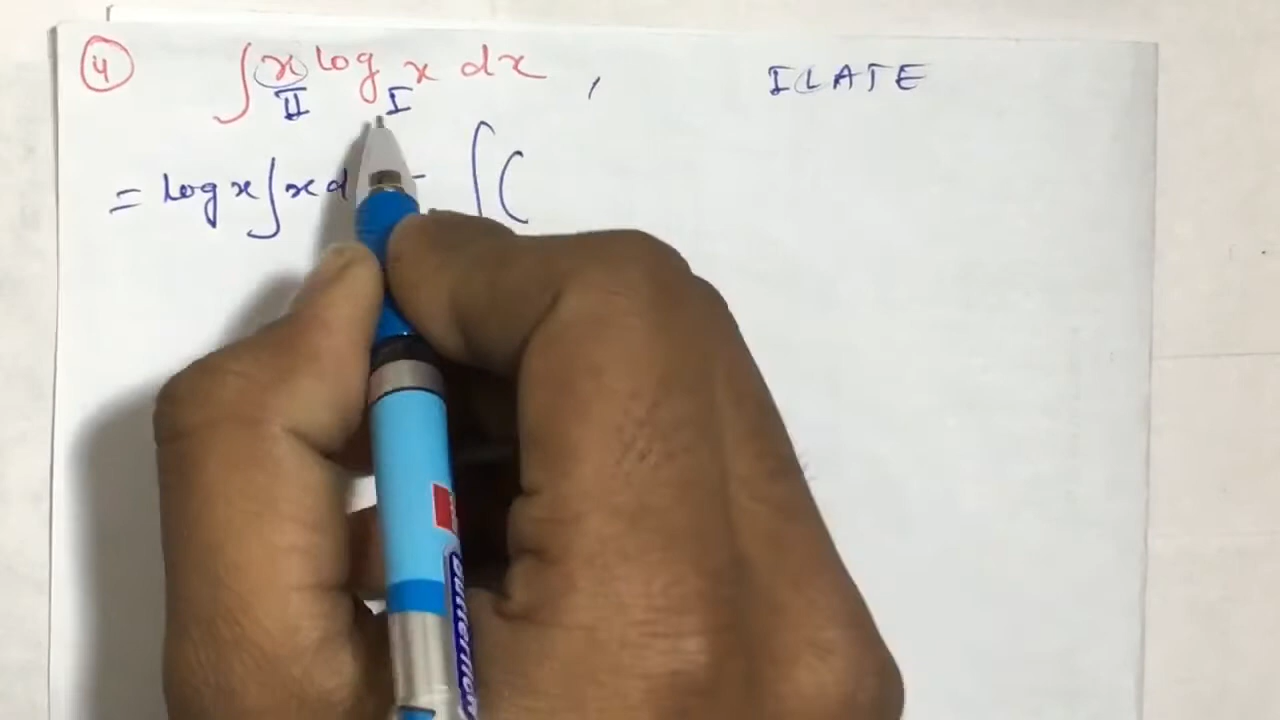 ④ ∫ x log x dx , ILATE
II I
= log x ∫ x d - ∫ (